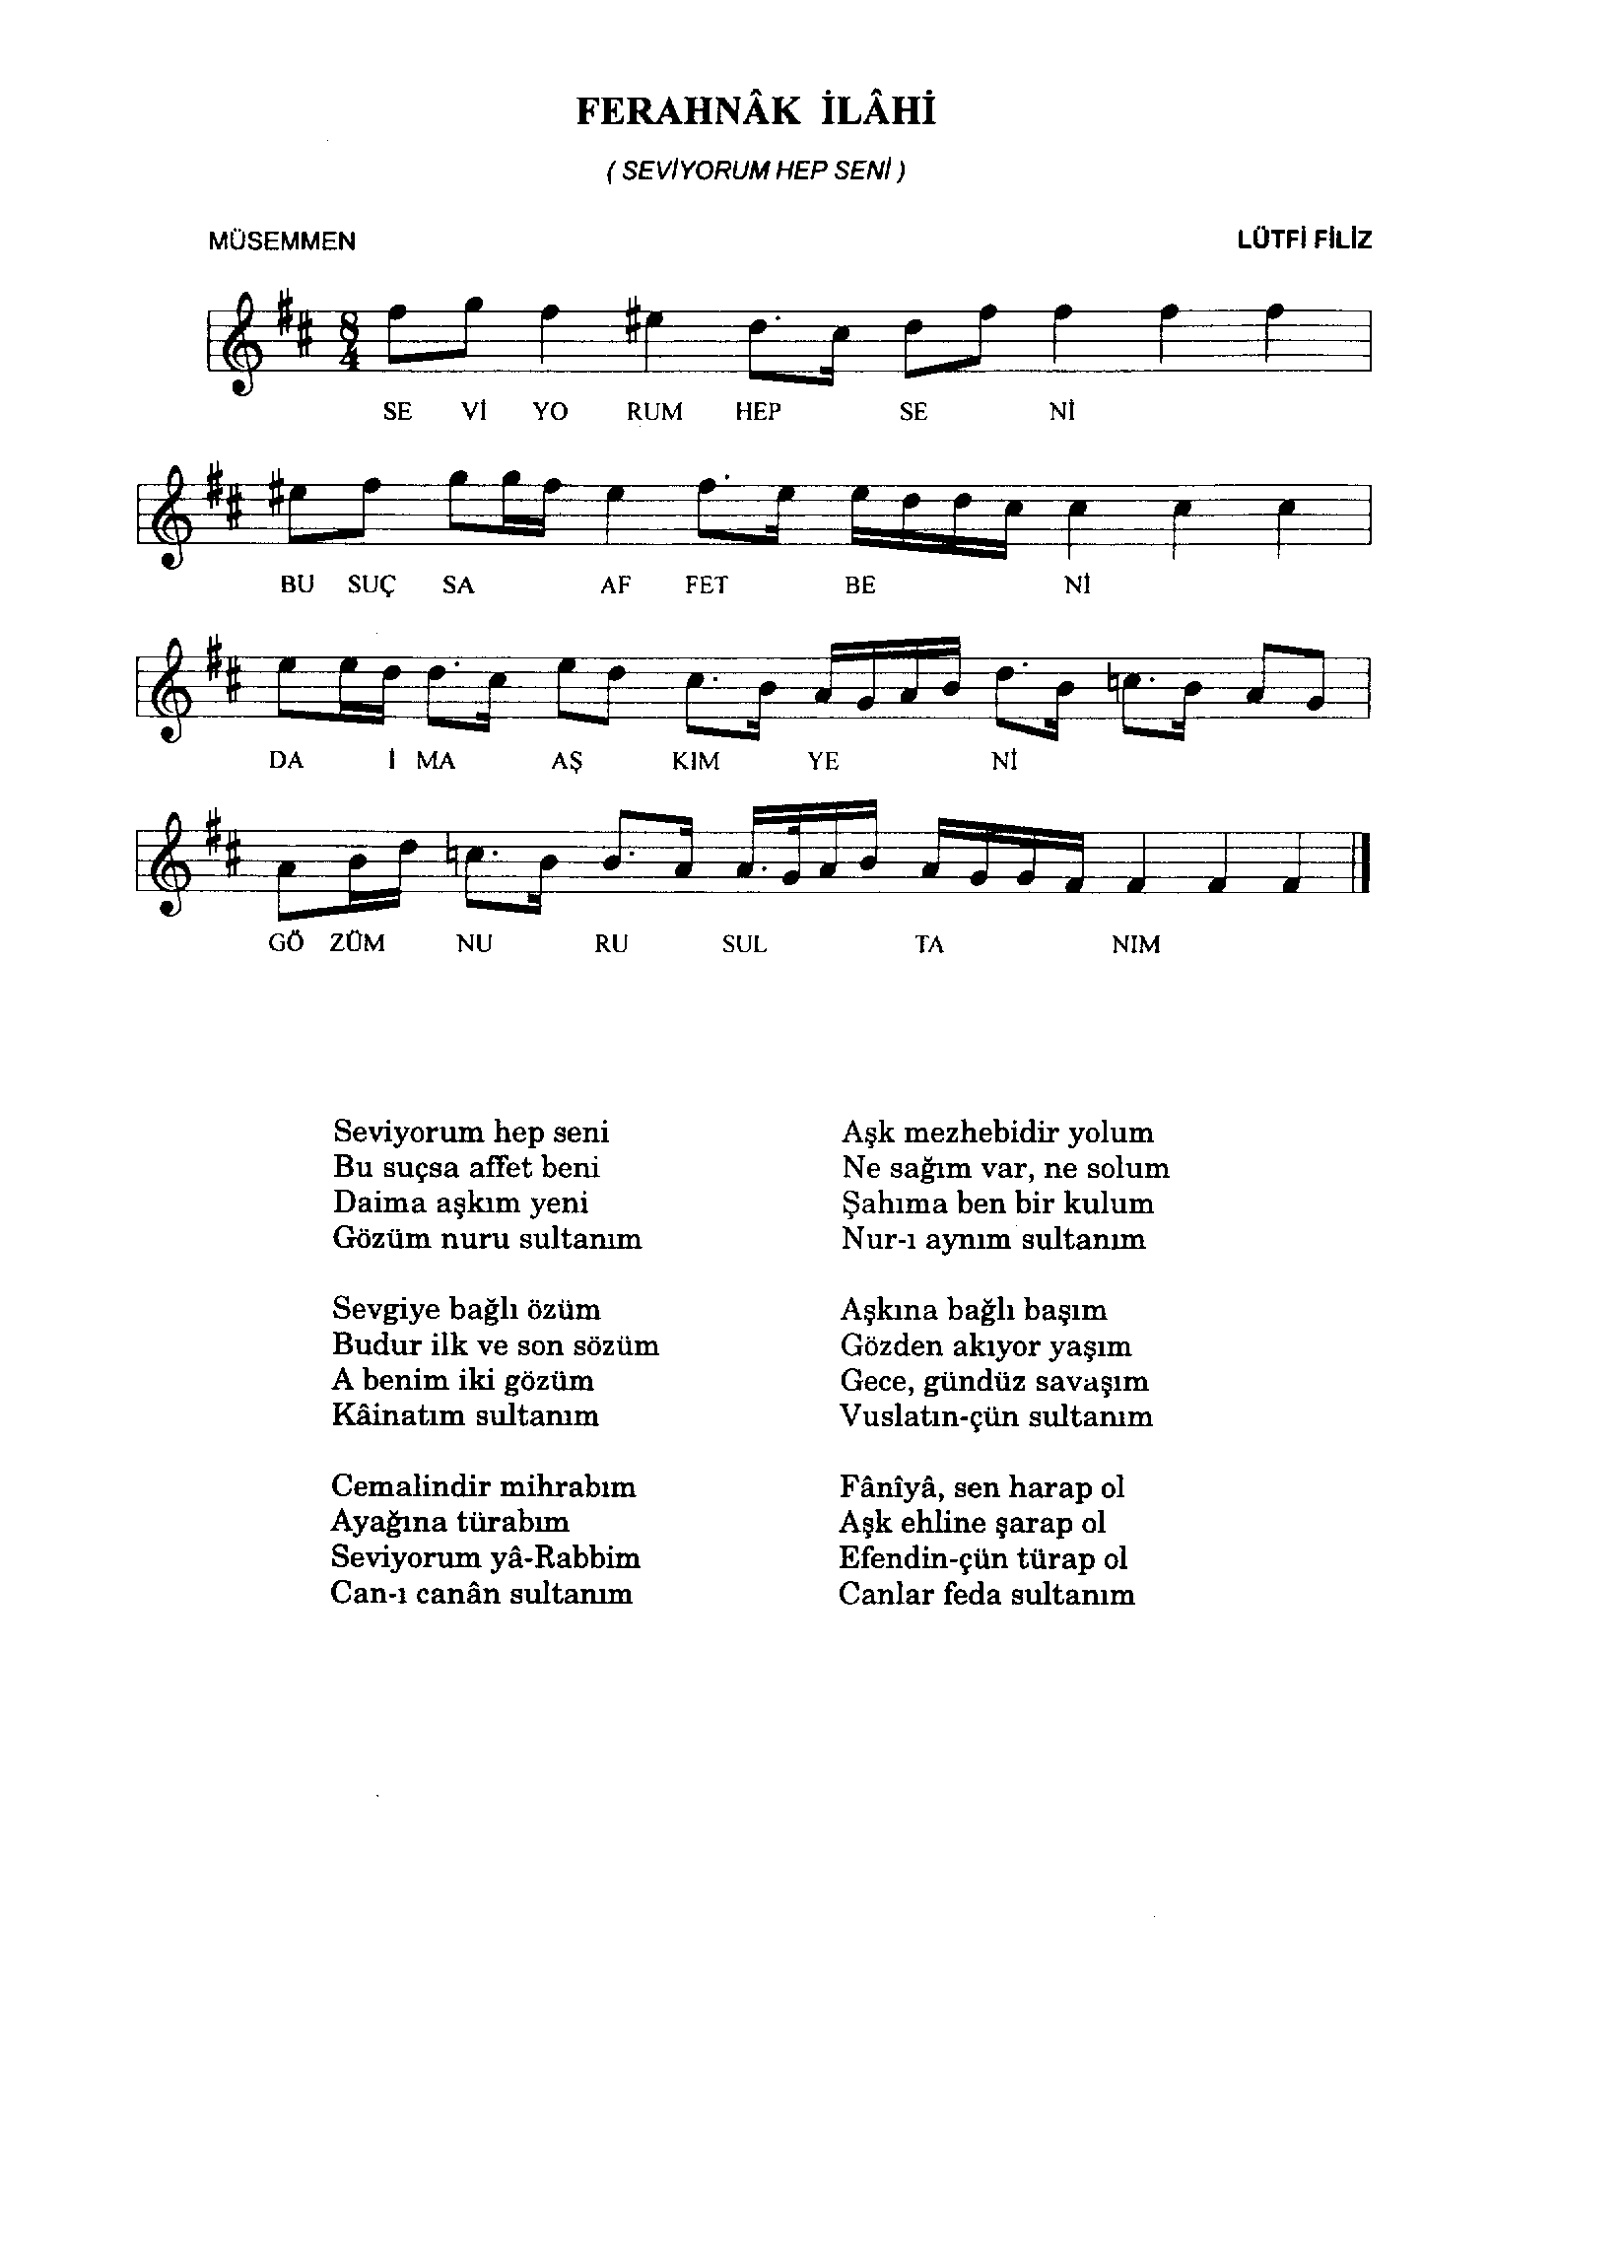 FERAHNÂK İLÂHİ
( SEVİYORUM HEP SENİ )
MÜSEMMEN
LÜTFİ FİLİZ
8
4
SE Vİ YO RUM HEP SE Nİ
BU SUÇ SA AF FET BE Nİ
DA İ MA AŞ KIM YE Nİ
GÖ ZÜM NU RU SUL TA NIM
Seviyorum hep seni
Bu suçsa affet beni
Daima aşkım yeni
Gözüm nuru sultanım
Sevgiye bağlı özüm
Budur ilk ve son sözüm
A benim iki gözüm
Kâinatım sultanım
Cemalindir mihrabım
Ayağına türabım
Seviyorum yâ-Rabbim
Can-ı canân sultanım
Aşk mezhebidir yolum
Ne sağım var, ne solum
Şahıma ben bir kulum
Nur-ı aynım sultanım
Aşkına bağlı başım
Gözden akıyor yaşım
Gece, gündüz savaşım
Vuslatın-çün sultanım
Fânîyâ, sen harap ol
Aşk ehline şarap ol
Efendin-çün türap ol
Canlar feda sultanım